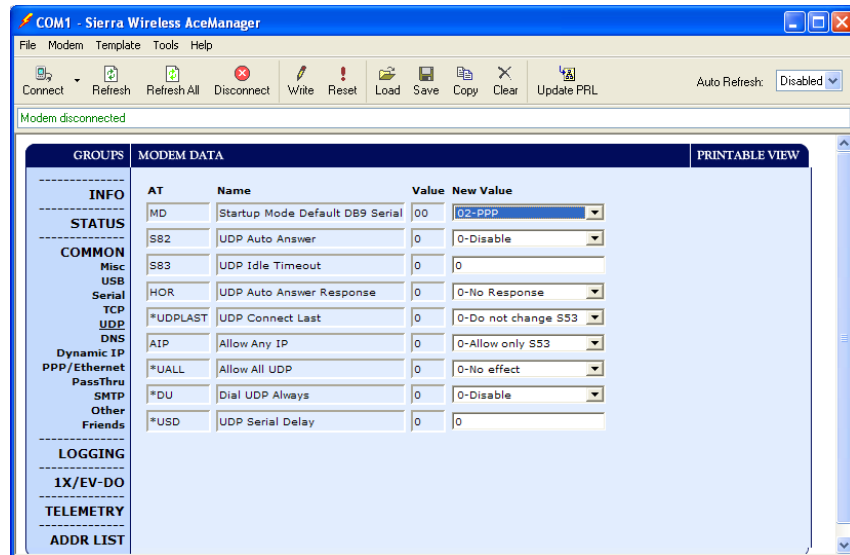 COM1 - Sierra Wireless AceManager
File Modem Template Tools Help
Connect Refresh Refresh All Disconnect Write Reset Load Save Copy Clear Update PRL Auto Refresh: Disabled
Modem disconnected
GROUPS MODEM DATA PRINTABLE VIEW
INFO
STATUS
COMMON
Misc
USB
Serial
TCP
UDP
DNS
Dynamic IP
PPP/Ethernet
PassThru
SMTP
Other
Friends
LOGGING
1X/EV-DO
TELEMETRY
ADDR LIST
AT Name Value New Value
MD Startup Mode Default DB9 Serial 00 02-PPP
S82 UDP Auto Answer 0 0-Disable
S83 UDP Idle Timeout 0 0
HOR UDP Auto Answer Response 0 0-No Response
*UDPLAST UDP Connect Last 0 0-Do not change S53
AIP Allow Any IP 0 0-Allow only S53
*UALL Allow All UDP 0 0-No effect
*DU Dial UDP Always 0 0-Disable
*USD UDP Serial Delay 0 0